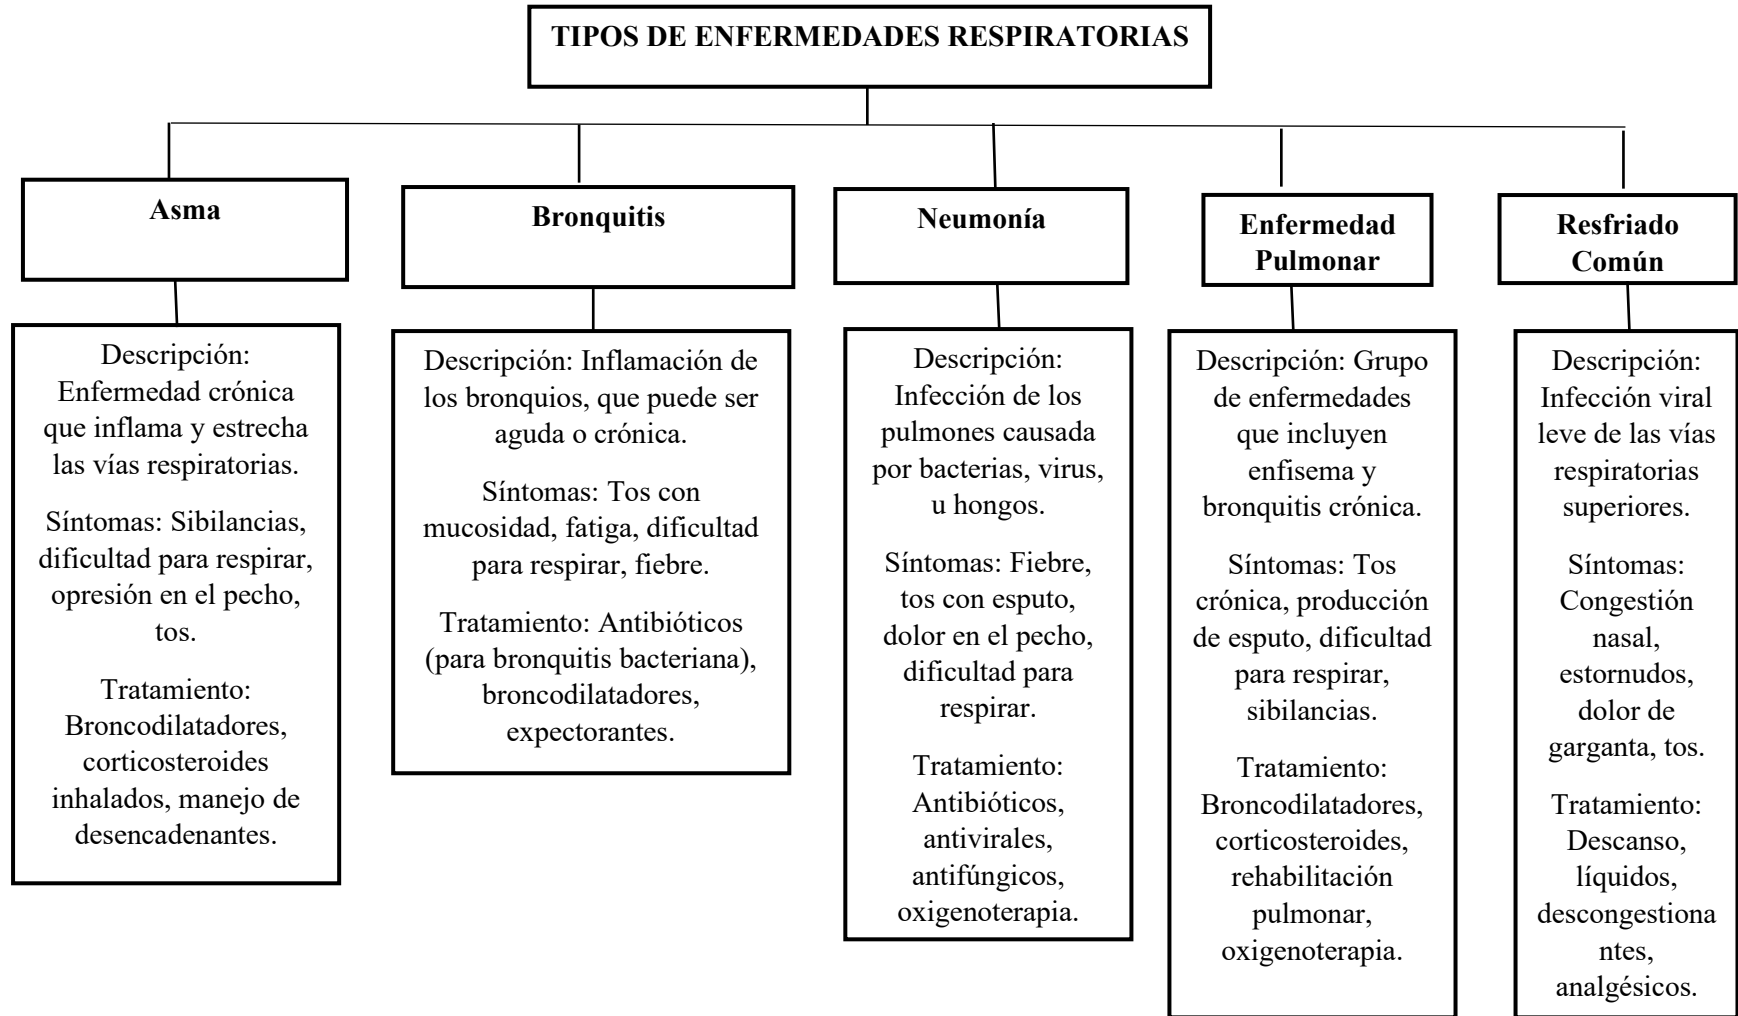 TIPOS DE ENFERMEDADES RESPIRATORIAS
Asma
Descripción:
Enfermedad crónica
que inflama y estrecha
las vías respiratorias.
Síntomas: Sibilancias,
dificultad para respirar,
opresión en el pecho,
tos.
Tratamiento:
Broncodilatadores,
corticosteroides
inhalados, manejo de
desencadenantes.
Bronquitis
Descripción: Inflamación de
los bronquios, que puede ser
aguda o crónica.
Síntomas: Tos con
mucosidad, fatiga, dificultad
para respirar, fiebre.
Tratamiento: Antibióticos
(para bronquitis bacteriana),
broncodilatadores,
expectorantes.
Neumonía
Descripción:
Infección de los
pulmones causada
por bacterias, virus,
u hongos.
Síntomas: Fiebre,
tos con esputo,
dolor en el pecho,
dificultad para
respirar.
Tratamiento:
Antibióticos,
antivirales,
antifúngicos,
oxigenoterapia.
Enfermedad
Pulmonar
Descripción: Grupo
de enfermedades
que incluyen
enfisema y
bronquitis crónica.
Síntomas: Tos
crónica, producción
de esputo, dificultad
para respirar,
sibilancias.
Tratamiento:
Broncodilatadores,
corticosteroides,
rehabilitación
pulmonar,
oxigenoterapia.
Resfriado
Común
Descripción:
Infección viral
leve de las vías
respiratorias
superiores.
Síntomas:
Congestión
nasal,
estornudos,
dolor de
garganta, tos.
Tratamiento:
Descanso,
líquidos,
descongestiona
ntes,
analgésicos.